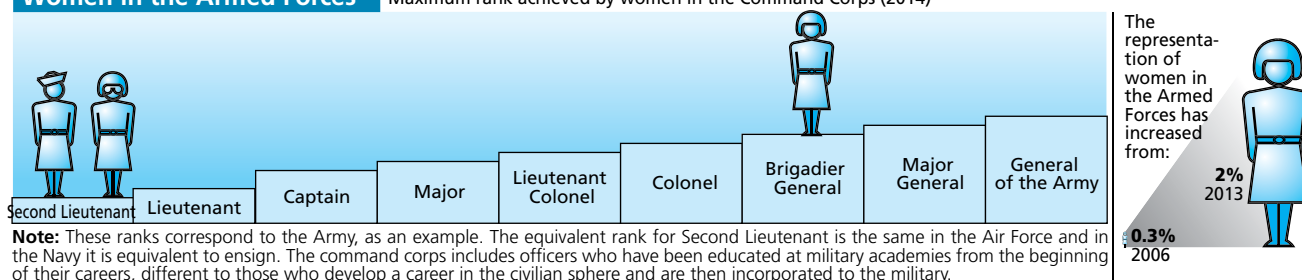 Women in the Armed Forces
Maximum rank achieved by women in the Command Corps (2014)
Second Lieutenant
Lieutenant
Captain
Major
Lieutenant
Colonel
Colonel
Brigadier
General
Major
General
General
of the Army
Note: These ranks correspond to the Army, as an example. The equivalent rank for Second Lieutenant is the same in the Air Force and in
the Navy it is equivalent to ensign. The command corps includes officers who have been educated at military academies from the beginning
of their careers, different to those who develop a career in the civilian sphere and are then incorporated to the military.
The
representa-
tion of
women in
the Armed
Forces has
increased
from:
2%
2013
0.3%
2006